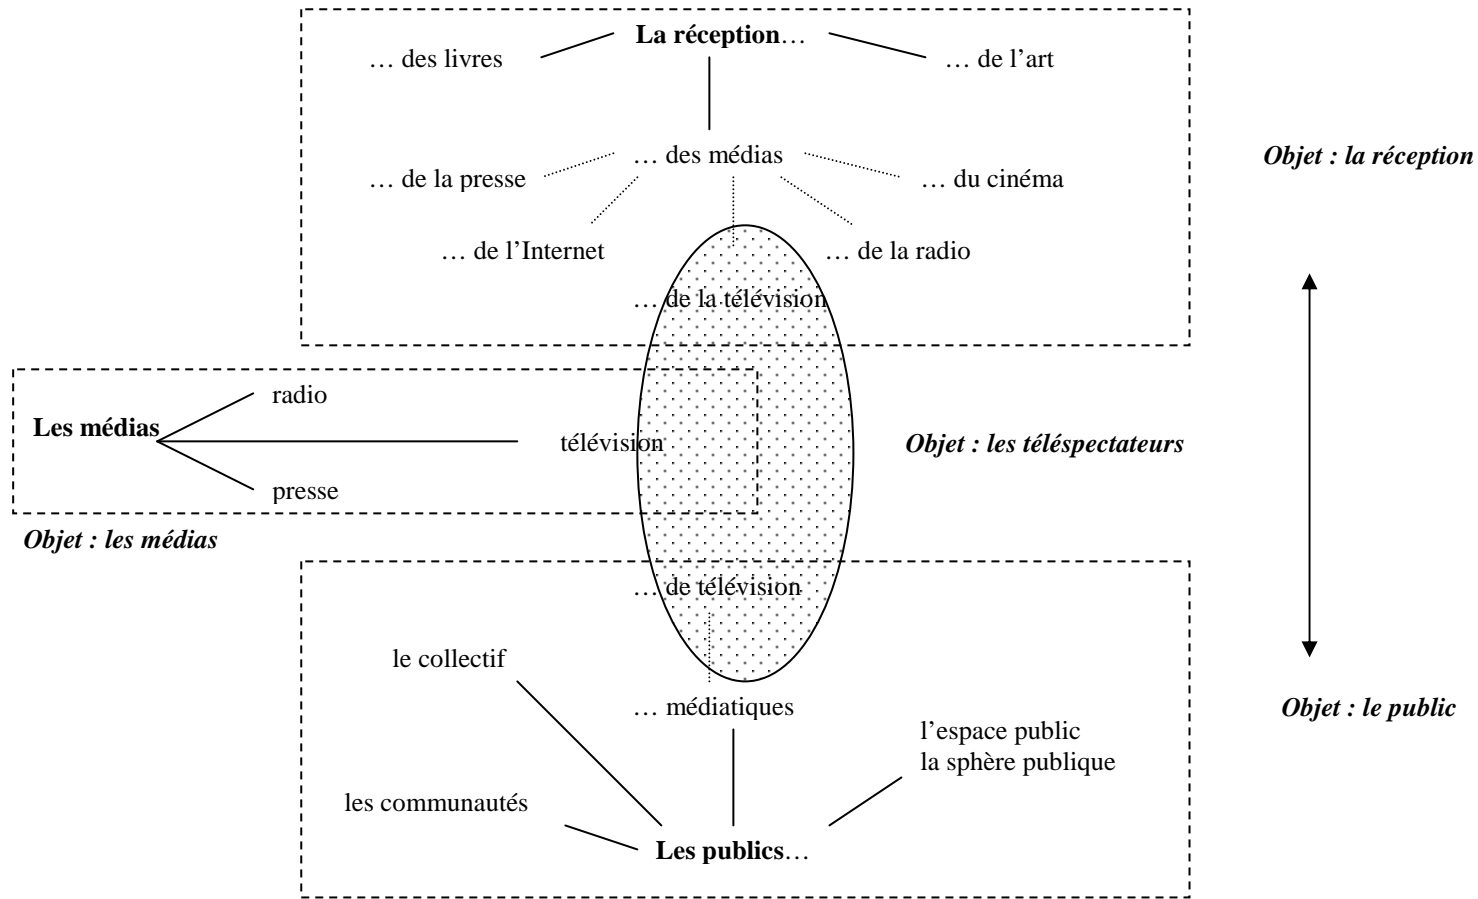 La réception…
… des livres
… de l’art
… des médias
Objet : la réception
… de la presse
… du cinéma
… de l’Internet
… de la radio
… de la télévision
radio
Les médias
télévision
Objet : les téléspectateurs
presse
Objet : les médias
… de télévision
le collectif
… médiatiques
Objet : le public
l’espace public
la sphère publique
les communautés
Les publics…